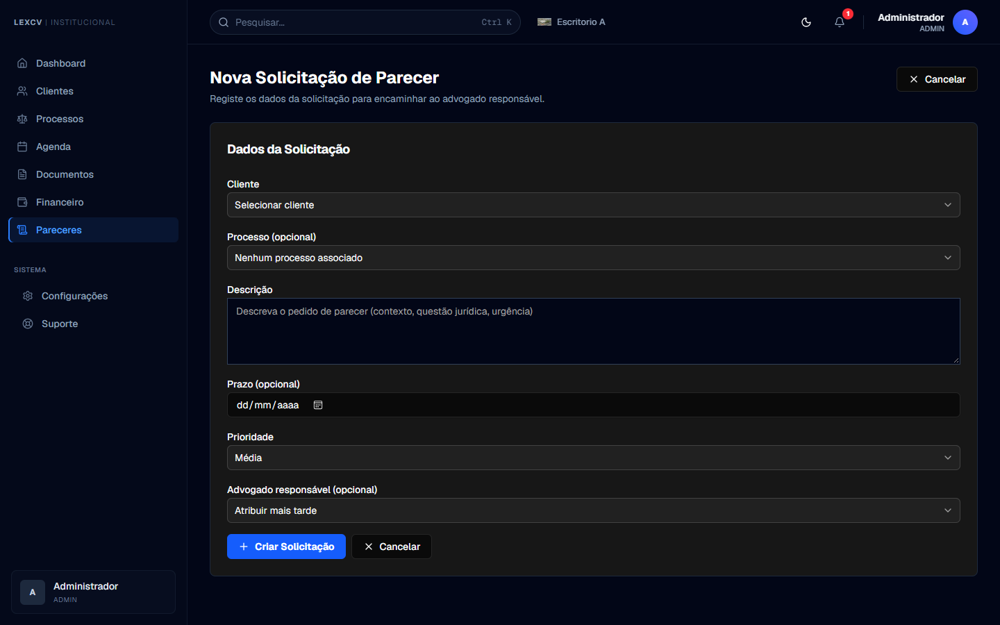 LEXCV | INSTITUCIONAL
Pesquisar...
Ctrl K
Escritorio A
1
Administrador
ADMIN
A
Dashboard
Clientes
Processos
Agenda
Documentos
Financeiro
Pareceres
SISTEMA
Configurações
Suporte
A
Administrador
ADMIN
Nova Solicitação de Parecer
Registe os dados da solicitação para encaminhar ao advogado responsável.
Cancelar
Dados da Solicitação
Cliente
Selecionar cliente
Processo (opcional)
Nenhum processo associado
Descrição
Descreva o pedido de parecer (contexto, questão jurídica, urgência)
Prazo (opcional)
dd/mm/aaaa
Prioridade
Média
Advogado responsável (opcional)
Atribuir mais tarde
Criar Solicitação
Cancelar